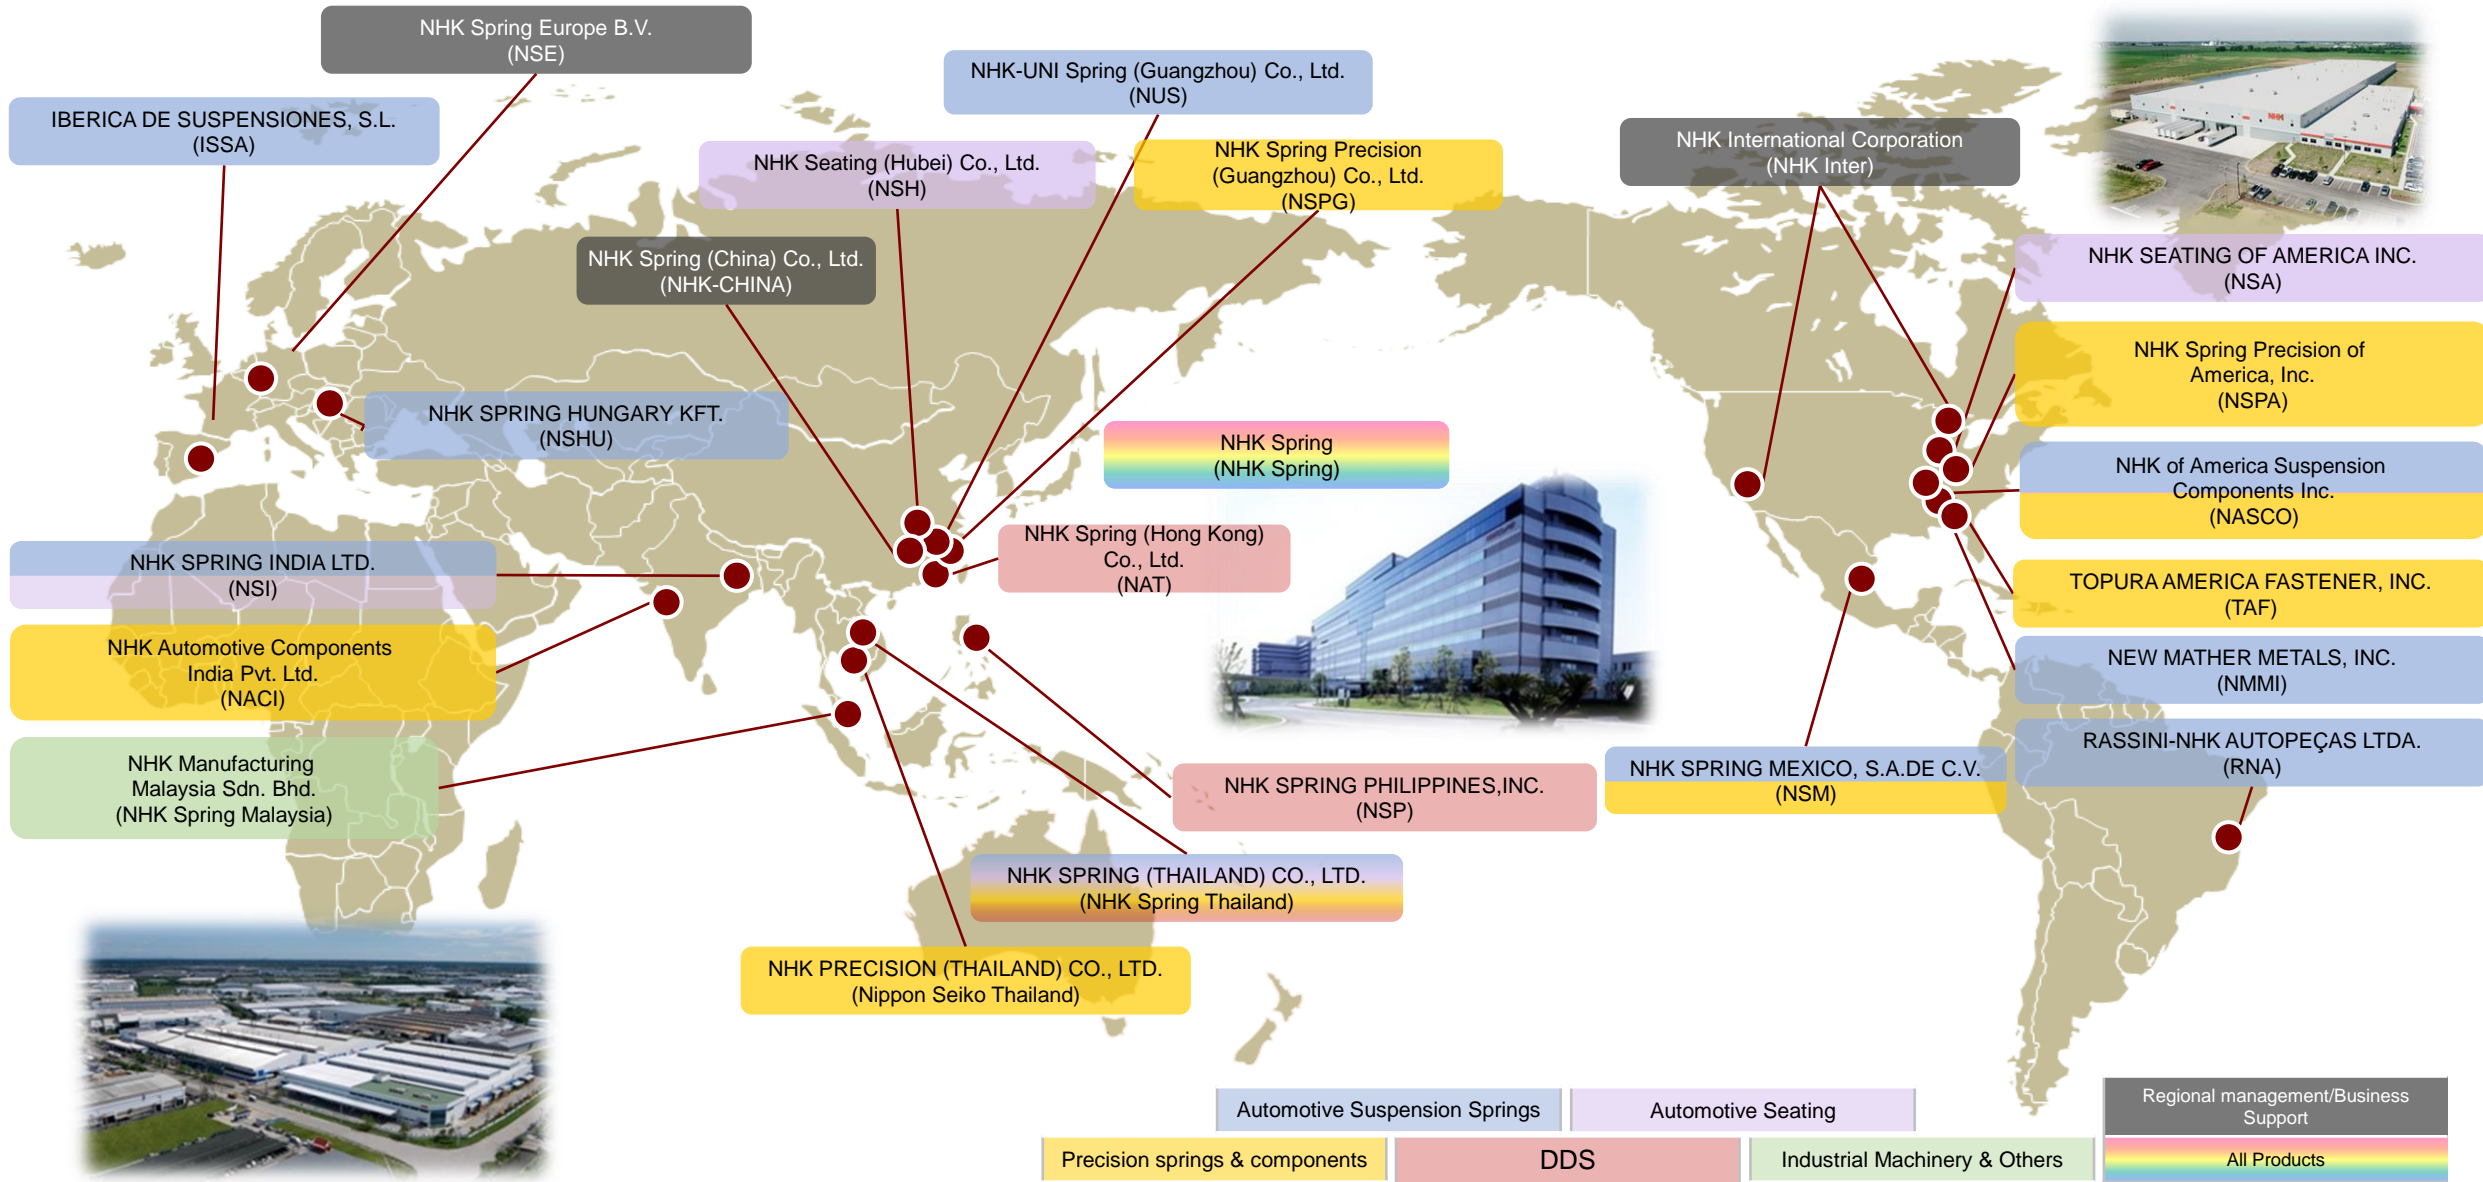 NHK Spring Europe B.V.
(NSE)
IBERICA DE SUSPENSIONES, S.L.
(ISSA)
NHK-UNI Spring (Guangzhou) Co., Ltd.
(NUS)
NHK Seating (Hubei) Co., Ltd.
(NSH)
NHK Spring Precision
(Guangzhou) Co., Ltd.
(NSPG)
NHK International Corporation
(NHK Inter)
NHK
NHK Spring (China) Co., Ltd.
(NHK-CHINA)
NHK SEATING OF AMERICA INC.
(NSA)
NHK Spring Precision of
America, Inc.
(NSPA)
NHK SPRING HUNGARY KFT.
(NSHU)
NHK Spring
(NHK Spring)
NHK of America Suspension
Components Inc.
(NASCO)
NHK Spring (Hong Kong)
Co., Ltd.
(NAT)
NHK SPRING INDIA LTD.
(NSI)
TOPURA AMERICA FASTENER, INC.
(TAF)
NHK Automotive Components
India Pvt. Ltd.
(NACI)
NEW MATHER METALS, INC.
(NMMI)
NHK Manufacturing
Malaysia Sdn. Bhd.
(NHK Spring Malaysia)
NHK SPRING PHILIPPINES,INC.
(NSP)
NHK SPRING MEXICO, S.A.DE C.V.
(NSM)
RASSINI-NHK AUTOPEÇAS LTDA.
(RNA)
NHK SPRING (THAILAND) CO., LTD.
(NHK Spring Thailand)
NHK PRECISION (THAILAND) CO., LTD.
(Nippon Seiko Thailand)
Automotive Suspension Springs
Automotive Seating
Regional management/Business
Support
Precision springs & components
DDS
Industrial Machinery & Others
All Products